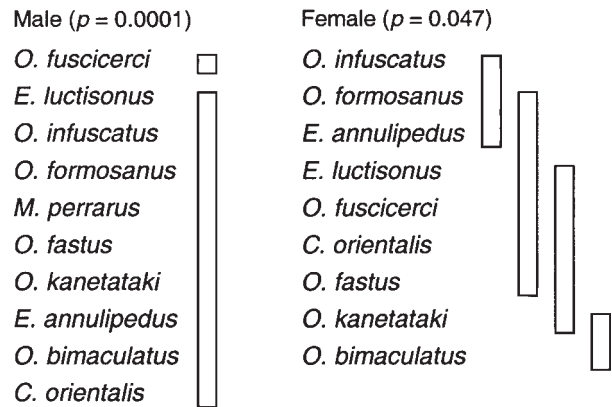 Male (p = 0.0001)
O. fuscicerci
E. luctisonus
O. infuscatus
O. formosanus
M. perrarus
O. fastus
O. kanetataki
E. annulipedus
O. bimaculatus
C. orientalis
Female (p = 0.047)
O. infuscatus
O. formosanus
E. annulipedus
E. luctisonus
O. fuscicerci
C. orientalis
O. fastus
O. kanetataki
O. bimaculatus